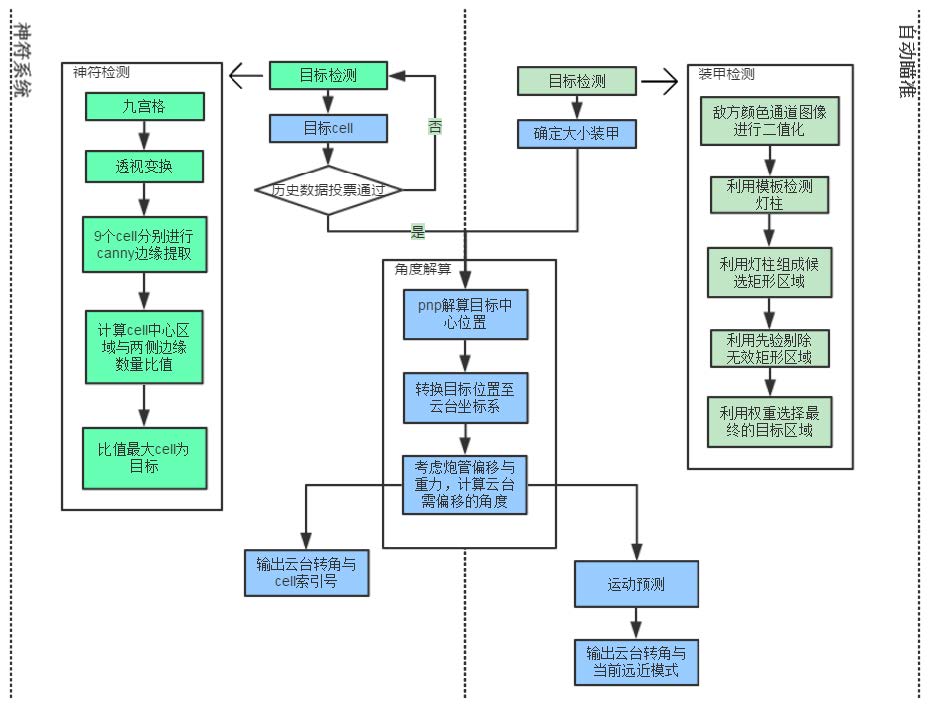 神符系统
神符检测
九宫格
透视变换
9个cell分别进行
canny边缘提取
计算cell中心区
域与两侧边缘
数量比值
比值最大cell为
目标
目标检测
目标cell
历史数据投票通过
否
是
目标检测
确定大小装甲
角度解算
pnp解算目标中
心位置
转换目标位置至
云台坐标系
考虑炮管偏移与
重力，计算云台
需偏移的角度
输出云台转角与
cell索引号
运动预测
输出云台转角与
当前远近模式
自动瞄准
装甲检测
敌方颜色通道图像
进行二值化
利用模板检测
灯柱
利用灯柱组成候
选矩形区域
利用先验剔除
无效矩形区域
利用权重选择最
终的目标区域